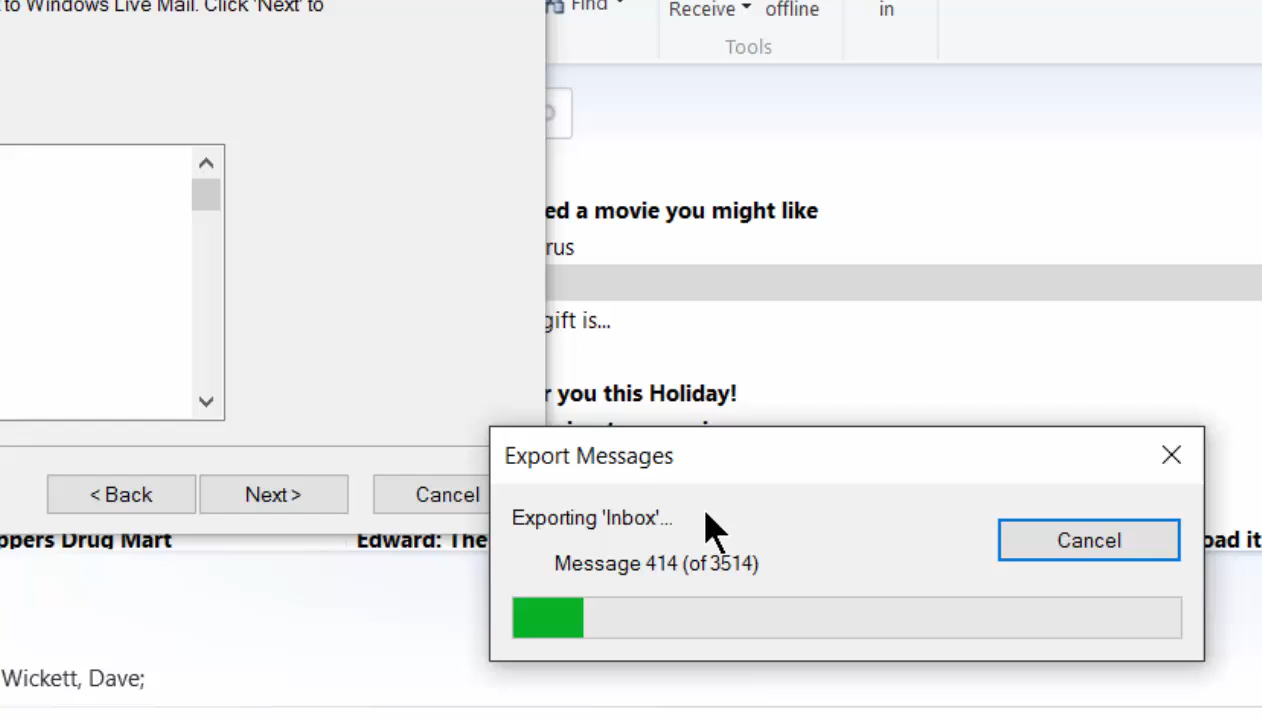 to Windows Live Mail. Click 'Next' to
Find
Receive
offline
in
Tools
ed a movie you might like
rus
gift is...
r you this Holiday!
Export Messages
< Back
Next >
Cancel
Exporting 'Inbox'...
Cancel
Message 414 (of 3514)
ppers Drug Mart
Edward: The
oad it
Wickett, Dave;